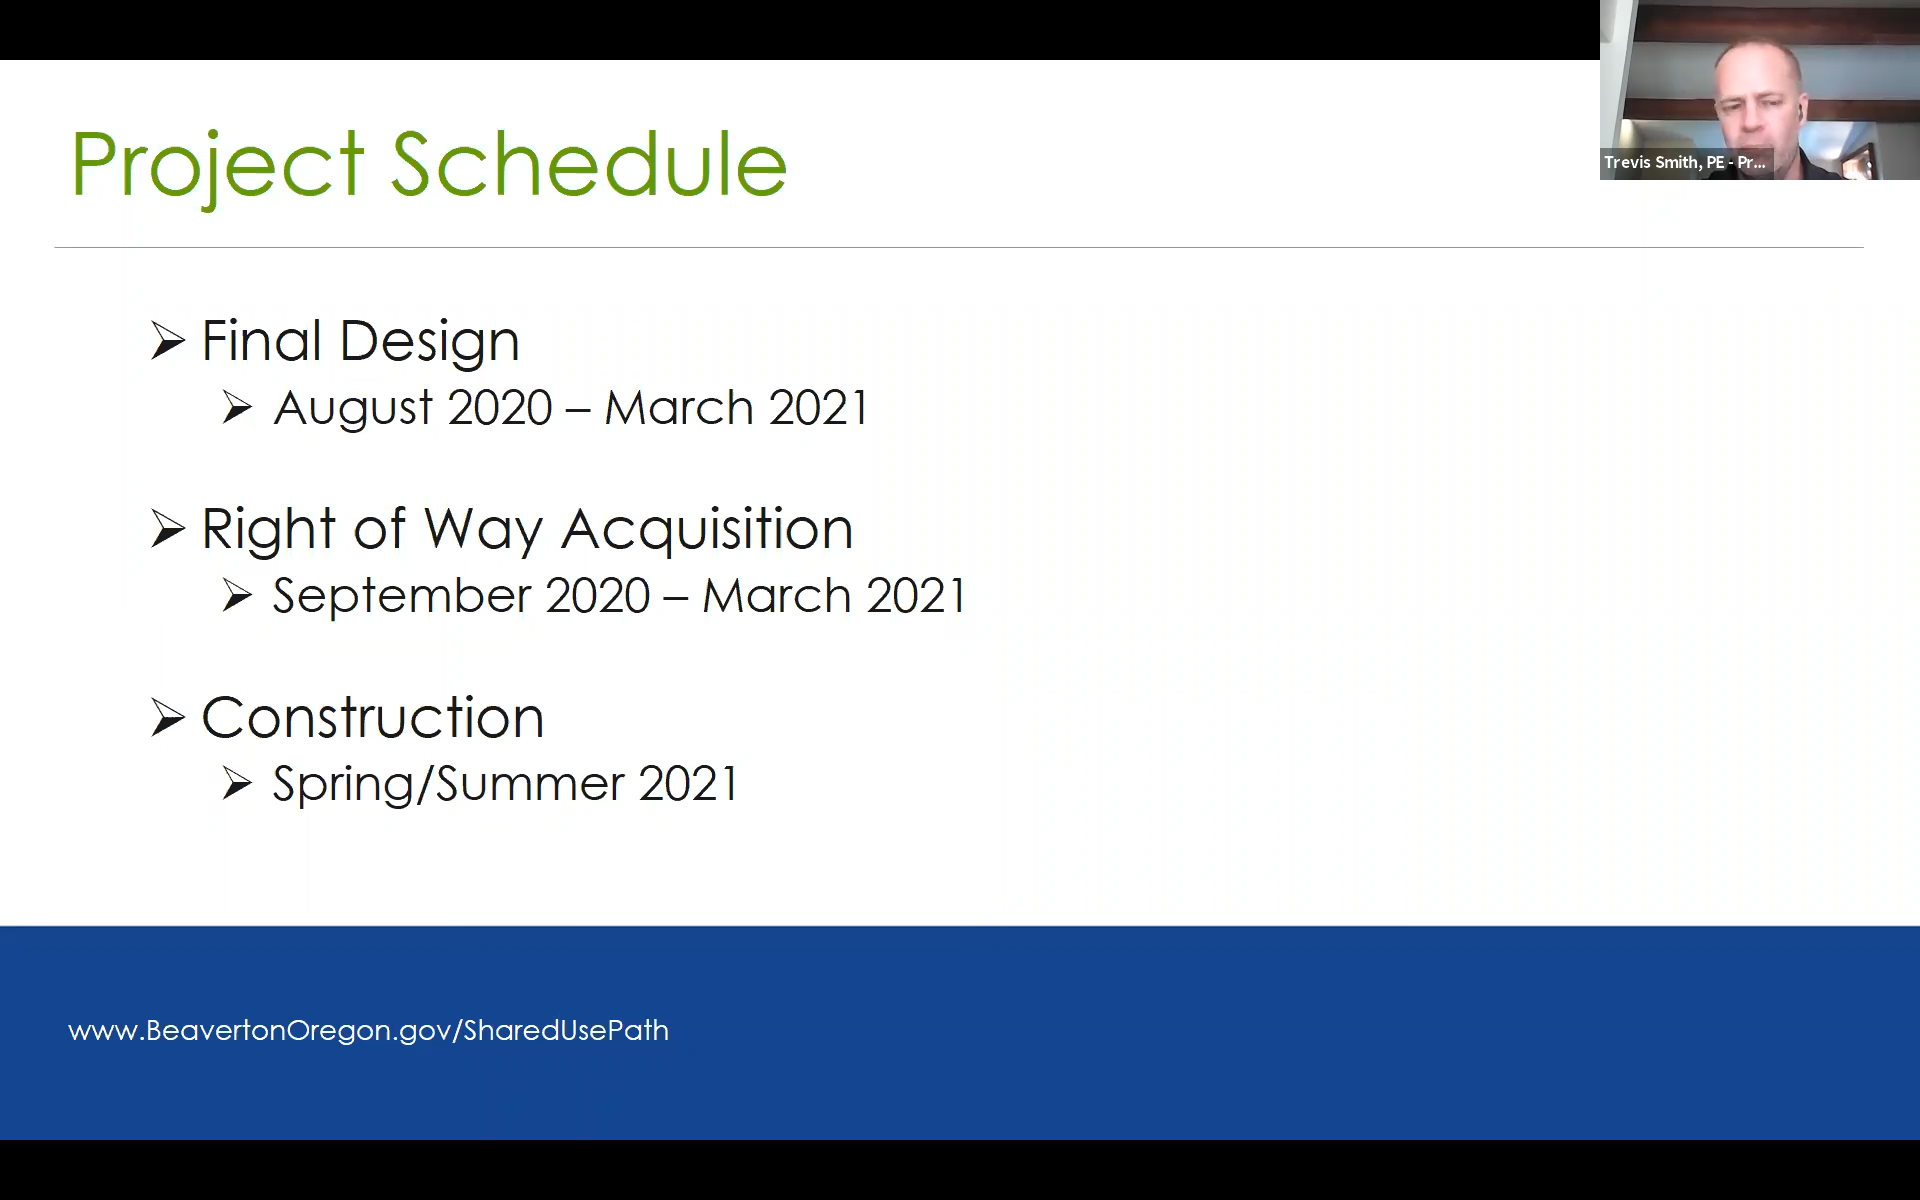 Project Schedule
Trevis Smith, PE - Pr...
➢ Final Design
➢ August 2020 – March 2021
➢ Right of Way Acquisition
➢ September 2020 – March 2021
➢ Construction
➢ Spring/Summer 2021
www.BeavertonOregon.gov/SharedUsePath